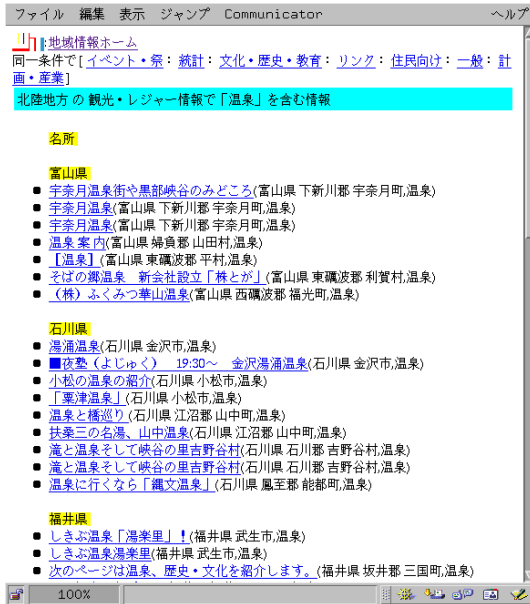 ファイル 編集 表示 ジャンプ Communicator ヘルプ
地域情報ホーム
同一条件で[イベント・祭: 統計: 文化・歴史・教育: リンク: 住民向け: 一般: 計
画・産業]
北陸地方 の 観光・レジャー情報で「温泉」を含む情報
名所
富山県
宇奈月温泉街や黒部峡谷のみどころ(富山県 下新川郡 宇奈月町,温泉)
宇奈月温泉(富山県 下新川郡 宇奈月町,温泉)
宇奈月温泉(富山県 下新川郡 宇奈月町,温泉)
温泉 案 内(富山県 婦負郡 山田村,温泉)
［温泉］(富山県 東礪波郡 平村,温泉)
そばの郷温泉　新会社設立「株とが」(富山県 東礪波郡 利賀村,温泉)
（株）ふくみつ華山温泉(富山県 西礪波郡 福光町,温泉)
石川県
湯涌温泉(石川県 金沢市,温泉)
■夜塾（よじゅく）　19:30〜　金沢湯涌温泉(石川県 金沢市,温泉)
小松の温泉の紹介(石川県 小松市,温泉)
「粟津温泉」(石川県 小松市,温泉)
温泉と橋巡り(石川県 江沼郡 山中町,温泉)
扶桑三の名湯、山中温泉(石川県 江沼郡 山中町,温泉)
滝と温泉そして峡谷の里吉野谷村(石川県 石川郡 吉野谷村,温泉)
滝と温泉そして峡谷の里吉野谷村(石川県 石川郡 吉野谷村,温泉)
温泉に行くなら「縄文温泉」(石川県 鳳至郡 能都町,温泉)
福井県
しきぶ温泉「湯楽里」！(福井県 武生市,温泉)
しきぶ温泉湯楽里(福井県 武生市,温泉)
次のページは温泉、歴史・文化を紹介します。(福井県 坂井郡 三国町,温泉)
100%